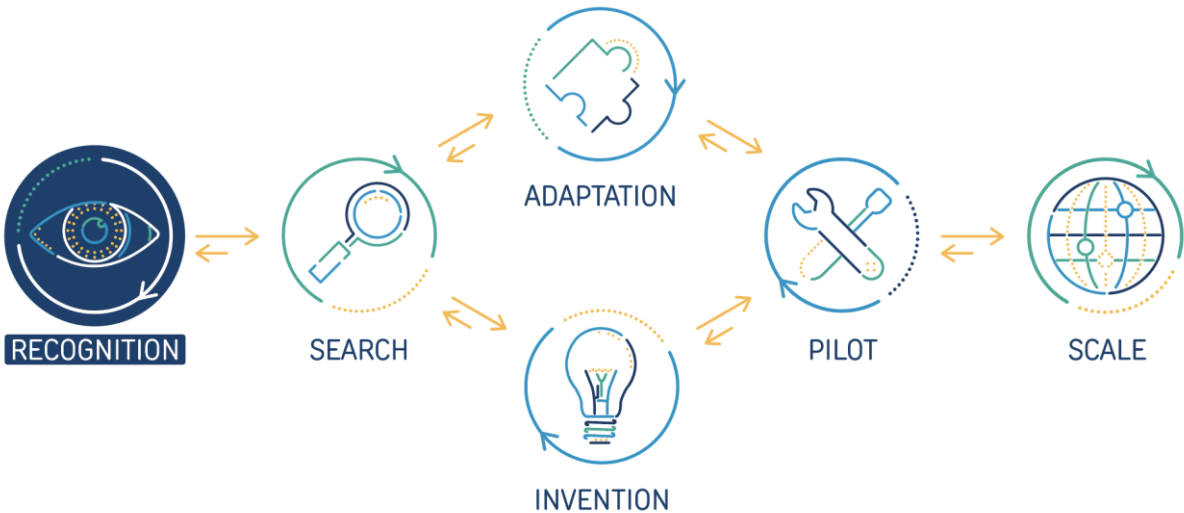 RECOGNITION
SEARCH
ADAPTATION
INVENTION
PILOT
SCALE